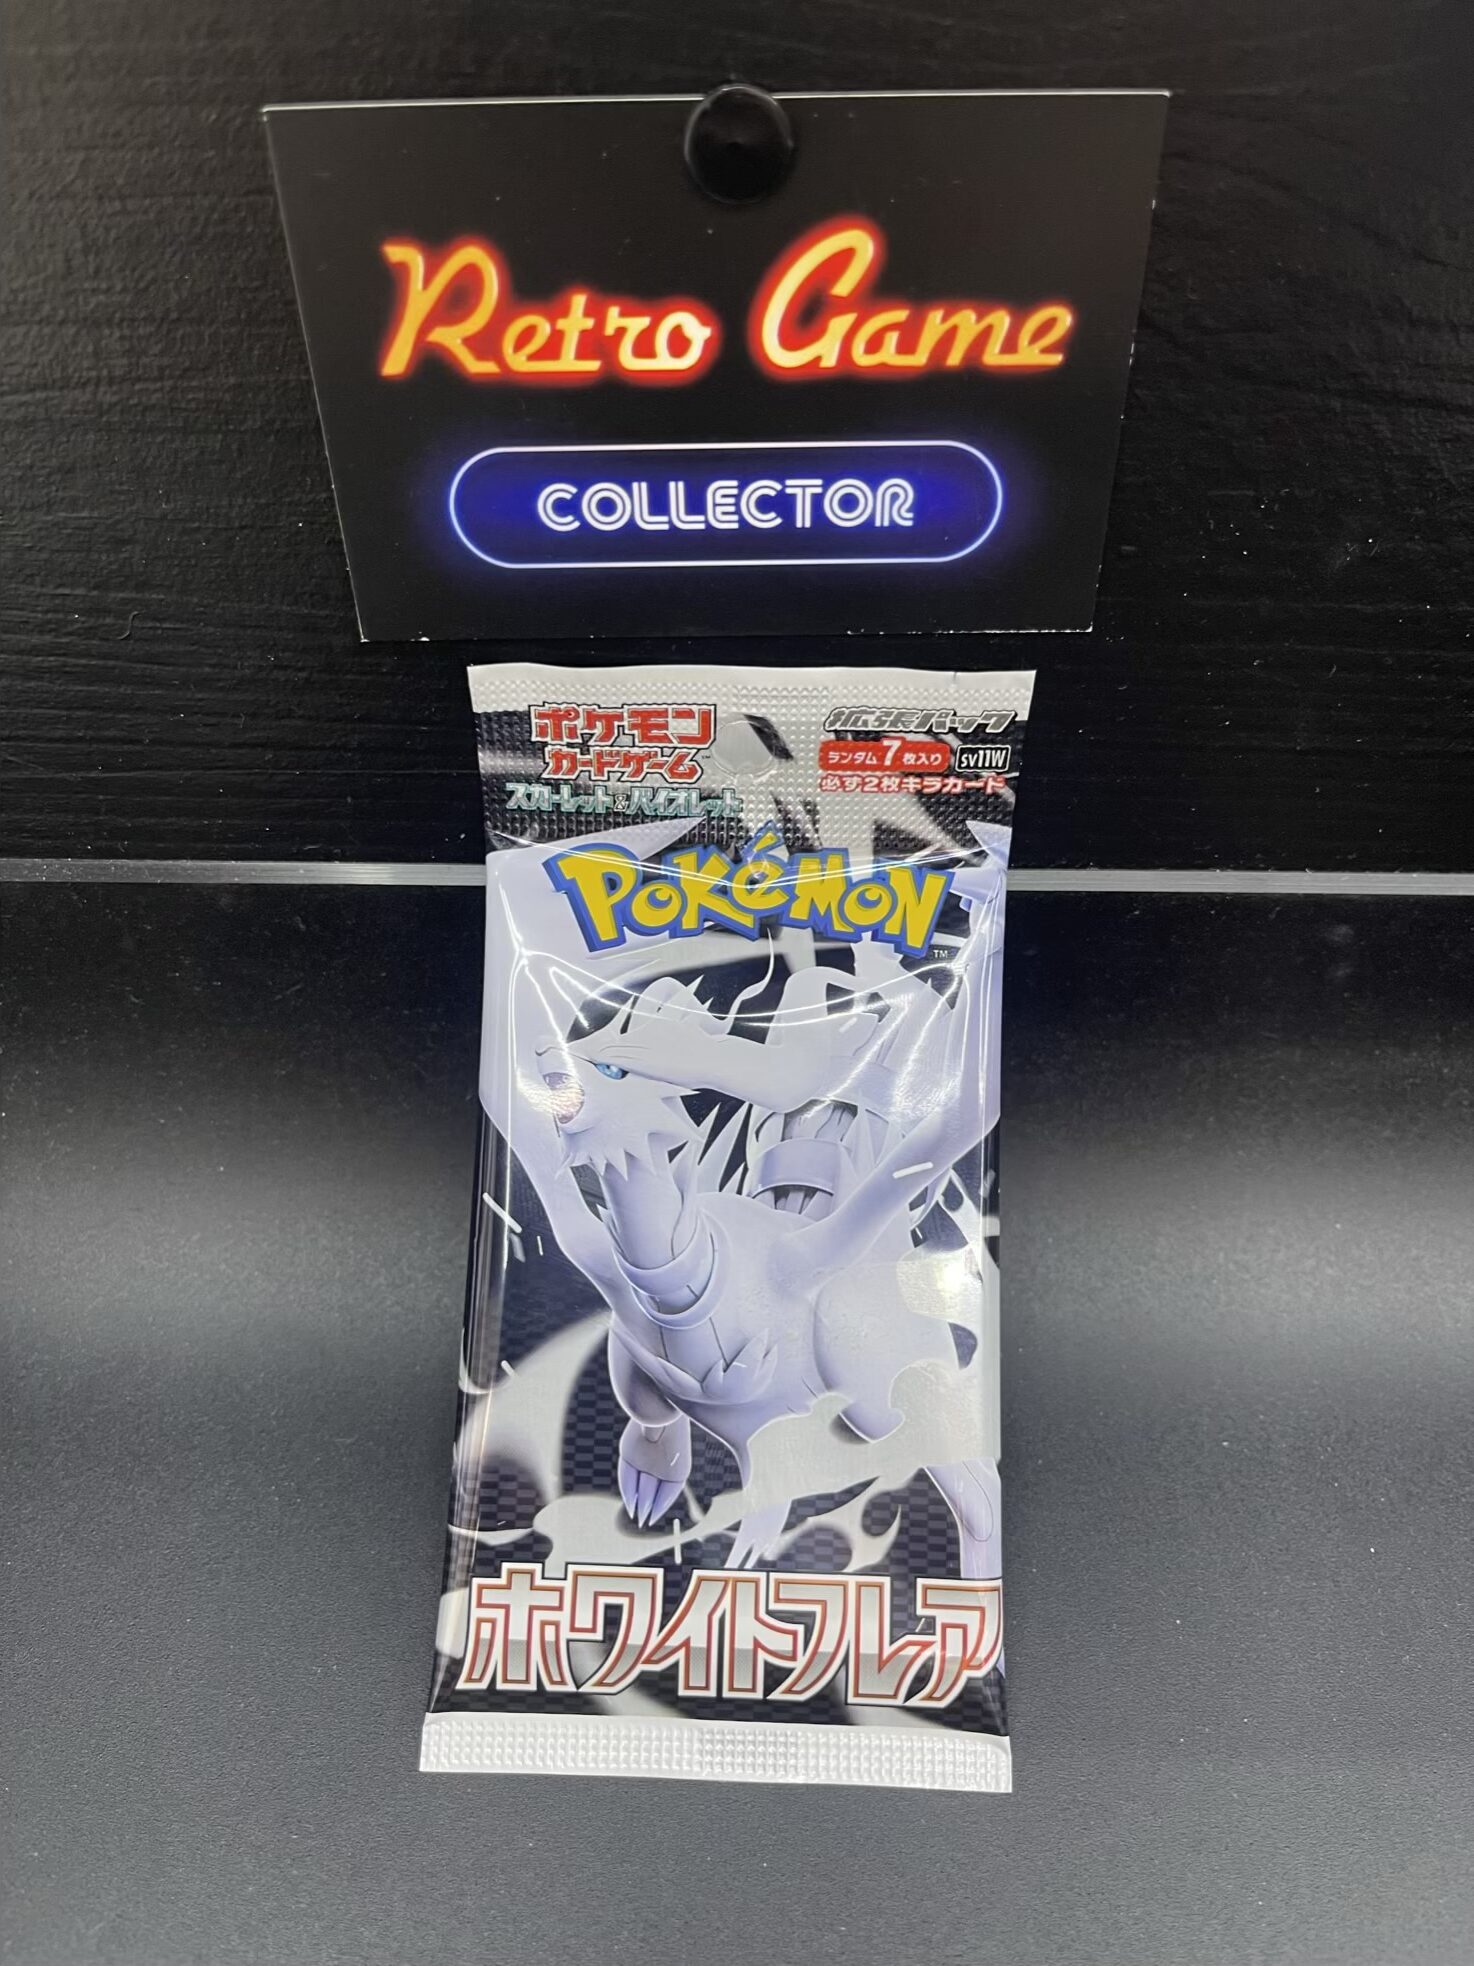 Retro Game
COLLECTOR
ポケモン
カードゲーム
スカーレット&バイオレット
拡張パック
ランダム7枚入り
sv11W
必ず2枚キラカード
POKéMON
TM
ホワイトフレア